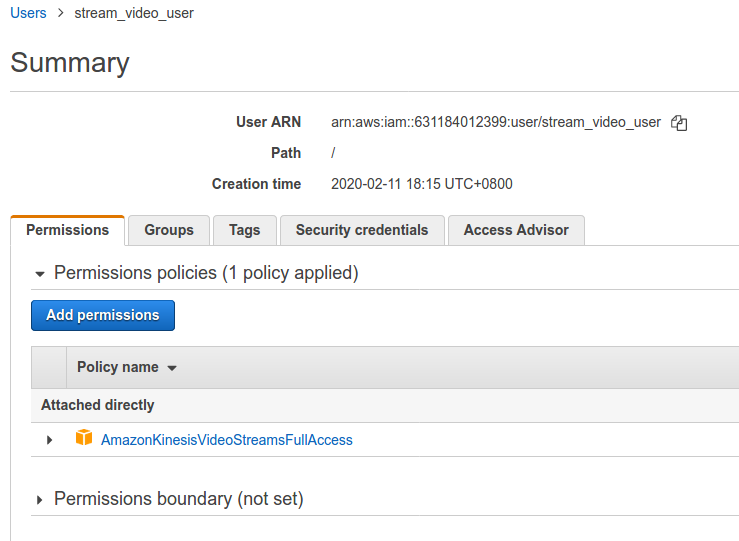 Users > stream_video_user
Summary
User ARN arn:aws:iam::631184012399:user/stream_video_user
Path /
Creation time 2020-02-11 18:15 UTC+0800
Permissions Groups Tags Security credentials Access Advisor
Permissions policies (1 policy applied)
Add permissions
Policy name
Attached directly
AmazonKinesisVideoStreamsFullAccess
Permissions boundary (not set)